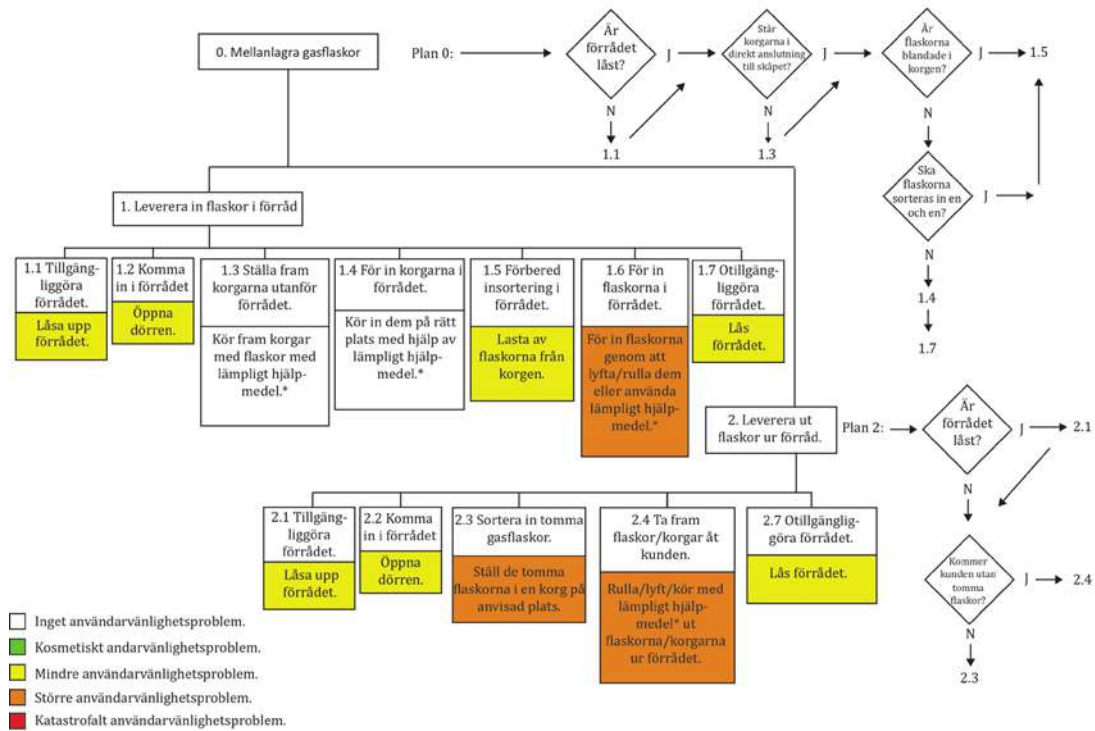 0. Mellanlagra gasflaskor
Plan 0:
Är
förrådet
låst?
J
N
1.1
Står
korgarna i
direkt anslutning
till skåpet?
J
N
1.3
Är
flaskorna
blandade i
korgen?
J
1.5
N
Ska
flaskorna
sorteras in en
och en?
J
N
1.4
1.7
1. Leverera in flaskor i förråd
1.1 Tillgäng-
liggöra
förrådet.
Låsa upp
förrådet.
1.2 Komma
in i förrådet
Öppna
dörren.
1.3 Ställa fram
korgarna utanför
förrådet.
Kör fram korgar
med flaskor med
lämpligt hjälp-
medel.*
1.4 För in korgarna i
förrådet.
Kör in dem på rätt
plats med hjälp av
lämpligt hjälp-
medel.*
1.5 Förbered
insortering i
förrådet.
Lasta av
flaskorna från
korgen.
1.6 För in
flaskorna i
förrådet.
För in flaskorna
genom att
lyfta/rulla dem
eller använda
lämpligt hjälp-
medel.*
1.7 Otillgäng-
liggöra
förrådet.
Lås
förrådet.
2. Leverera ut
flaskor ur förråd.
Plan 2:
Är
förrådet
låst?
J
2.1
N
Kommer
kunden utan
tomma
flaskor?
J
2.4
N
2.3
2.1 Tillgäng-
liggöra
förrådet.
Låsa upp
förrådet.
2.2 Komma
in i förrådet
Öppna
dörren.
2.3 Sortera in tomma
gasflaskor.
Ställ de tomma
flaskorna i en korg på
anvisad plats.
2.4 Ta fram
flaskor/korgar åt
kunden.
Rulla/lyft/kör med
lämpligt hjälp-
medel* ut
flaskorna/korgarna
ur förrådet.
2.7 Otillgänglig-
göra förrådet.
Lås förrådet.
Inget användarvänlighetsproblem.
Kosmetiskt andarvänlighetsproblem.
Mindre användarvänlighetsproblem.
Större användarvänlighetsproblem.
Katastrofalt användarvänlighetsproblem.